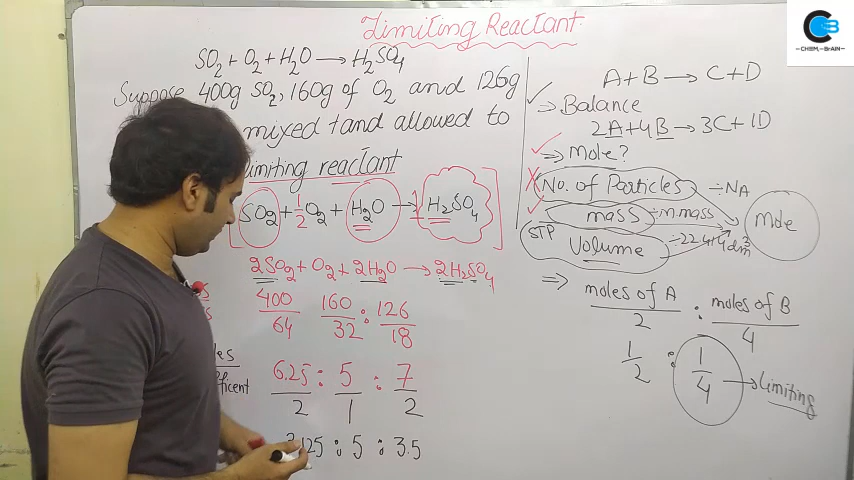 Limiting Reactant
SO2 + O2 + H2O → H2SO4
Suppose 400g SO2, 160g of O2 and 126g
mixed +and allowed to
limiting reactant
[SO2 + 1/2 O2 + H2O → 1 H2SO4]
2SO2 + O2 + 2H2O → 2H2SO4
400/64 160/32 : 126/18
6.25/2 : 5/1 : 7/2
3.125 : 5 : 3.5
A + B → C + D
⇒ Balance
2A + 4B → 3C + 1D
⇒ Mole?
No. of Particles ÷ NA
mass ÷ m.mass
Mole
STP Volume ÷ 22.414 dm3
⇒ moles of A/2 : moles of B/4
1/2 : 1/4 → Limiting
CB
—CHEM. BRAIN—